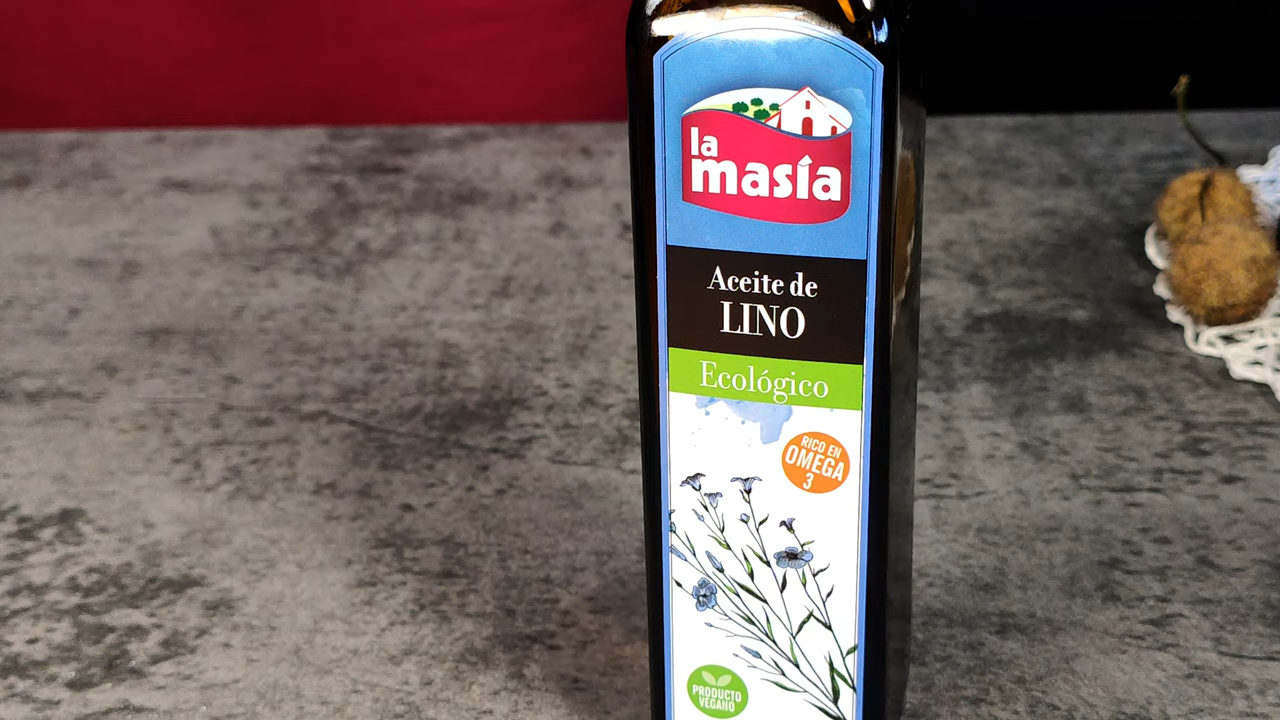 la
masía
Aceite de
LINO
Ecológico
RICO EN
OMEGA
3
PRODUCTO
VEGANO